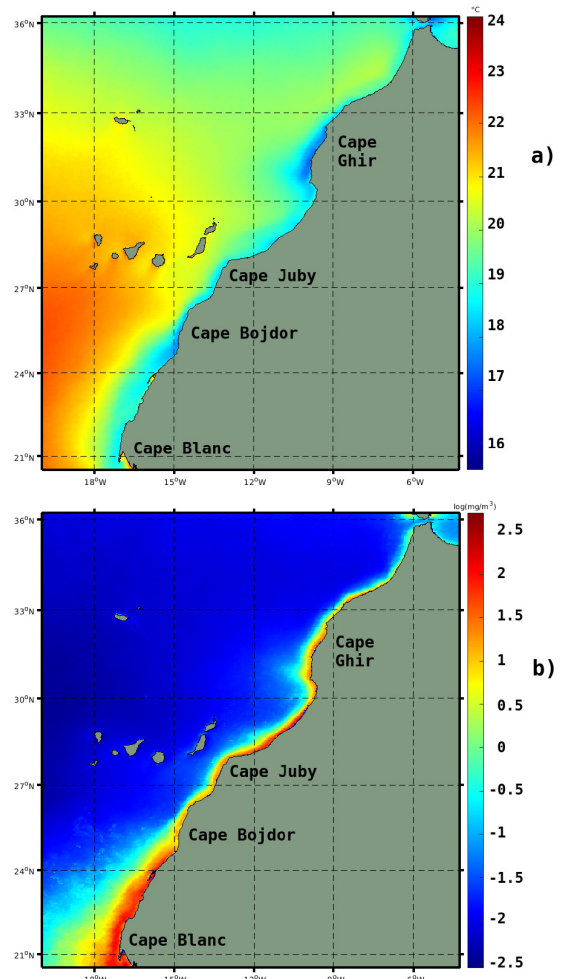 °C
36°N
24
23
Cape
Ghir
a)
33°N
22
21
30°N
20
Cape Juby
27°N
19
18
Cape Bojdor
24°N
17
16
Cape Blanc
21°N
18°W
15°W
12°W
9°W
6°W
log(mg/m³)
36°N
2.5
2
1.5
33°N
Cape
Ghir
1
b)
30°N
0.5
0
Cape Juby
27°N
-0.5
-1
Cape Bojdor
24°N
-1.5
-2
Cape Blanc
21°N
-2.5